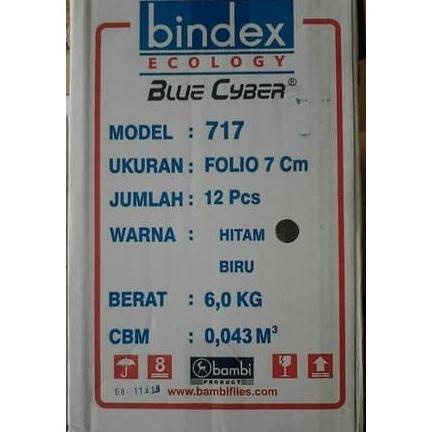 bindex
ECOLOGY
BLUE CYBER®
MODEL : 717
UKURAN : FOLIO 7 Cm
JUMLAH : 12 Pcs
WARNA : HITAM
BIRU
BERAT : 6,0 KG
CBM : 0,043 M³
8
bambi
PRODUCT
www.bambifiles.com